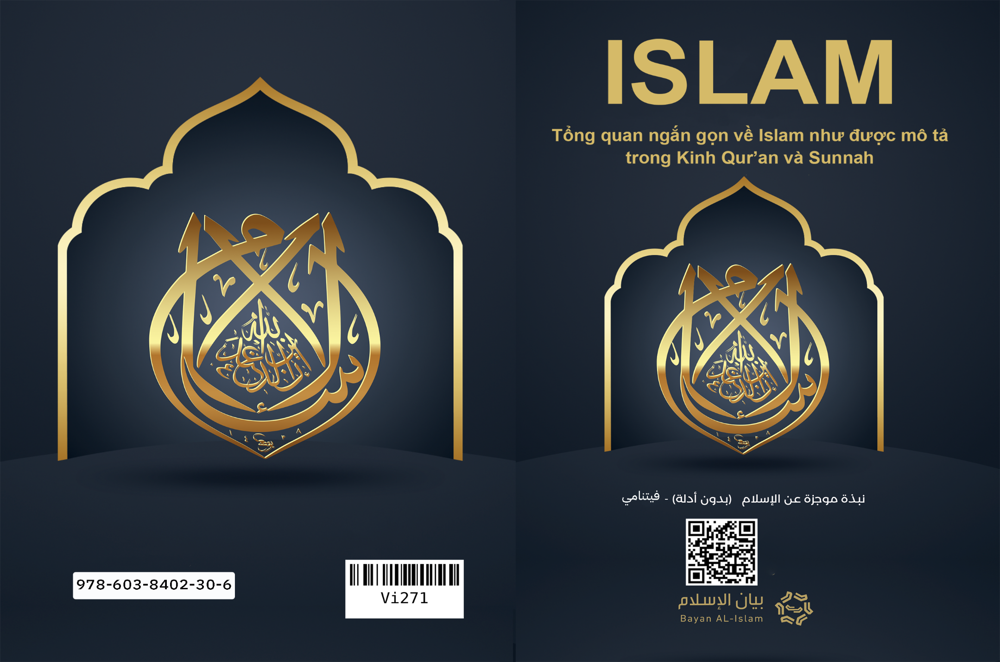 ISLAM
Tổng quan ngắn gọn về Islam như được mô tả
trong Kinh Qur’an và Sunnah
نبذة موجزة عن الإسلام (بدون أدلة) - فيتنامي
بيان الإسلام
Bayan AL-Islam
978-603-8402-30-6
Vi271